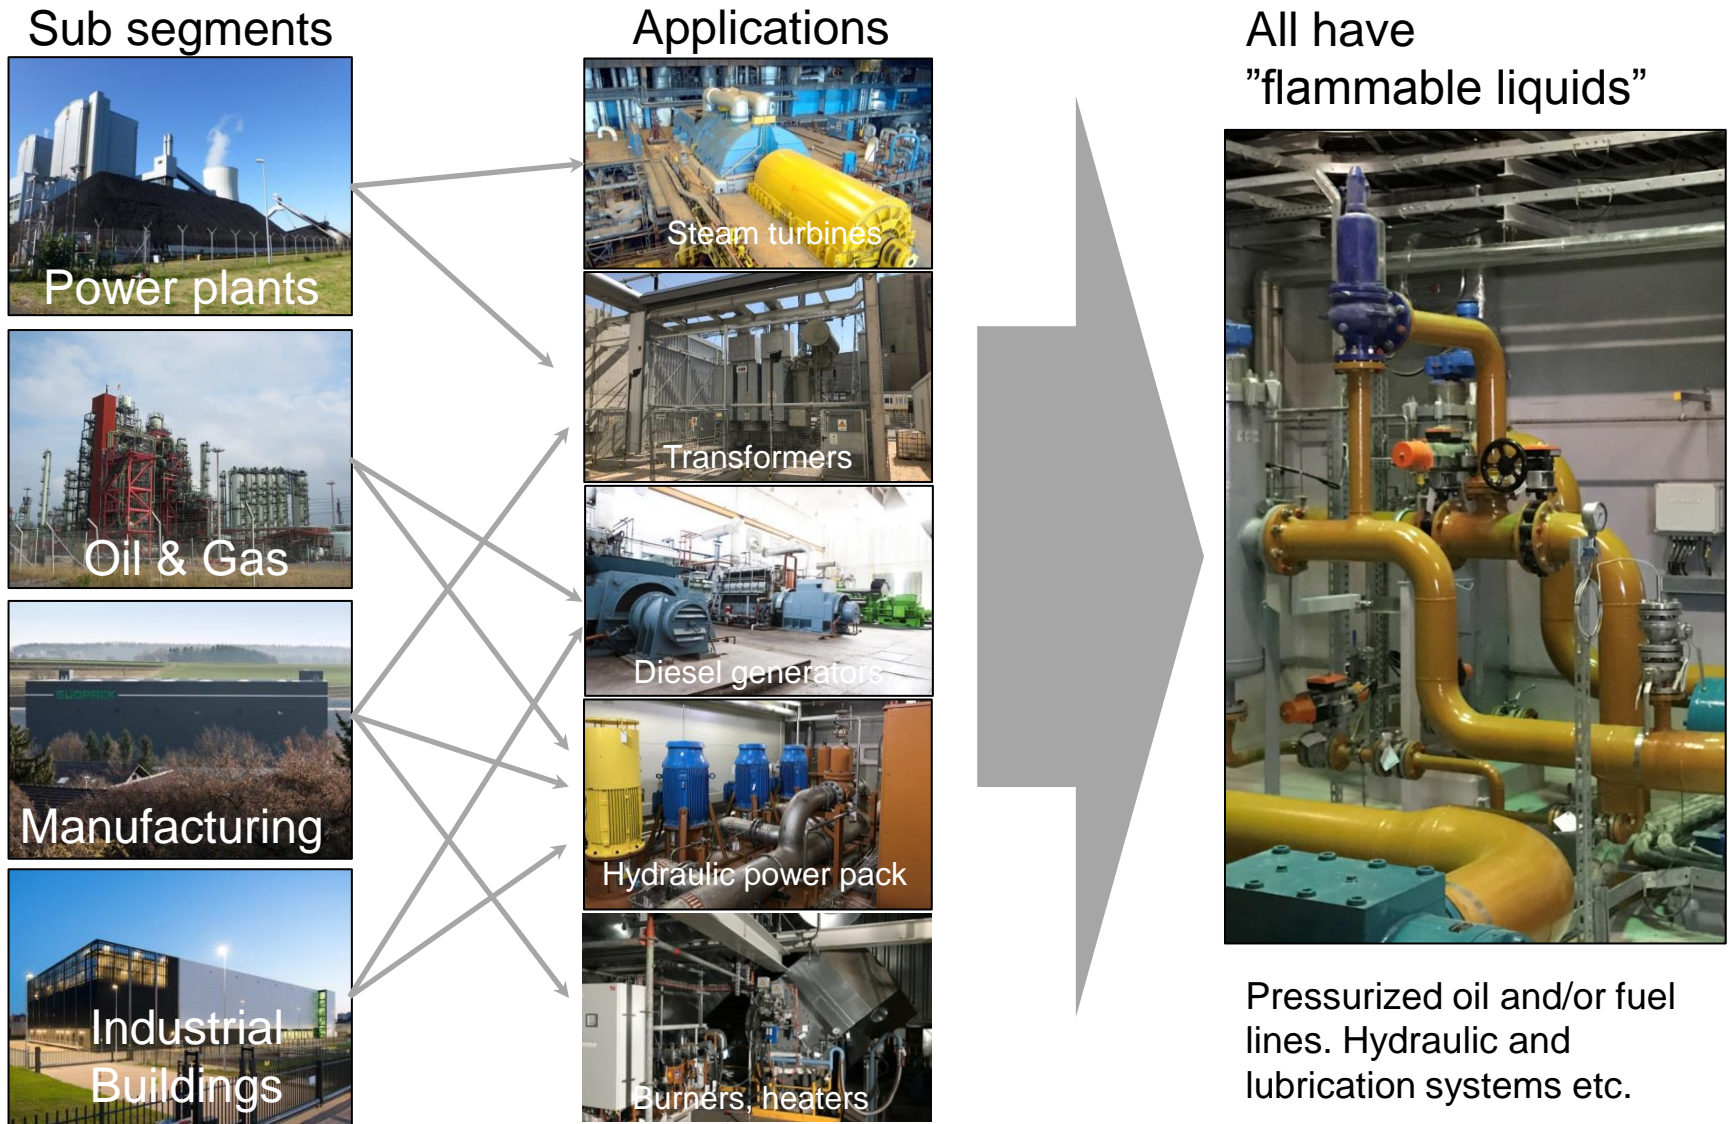 Sub segments
Power plants
Oil & Gas
SUDPACK
Manufacturing
Industrial
Buildings
Applications
Steam turbines
Transformers
Diesel generators
Hydraulic power pack
Burners, heaters
All have
”flammable liquids”
Pressurized oil and/or fuel
lines. Hydraulic and
lubrication systems etc.